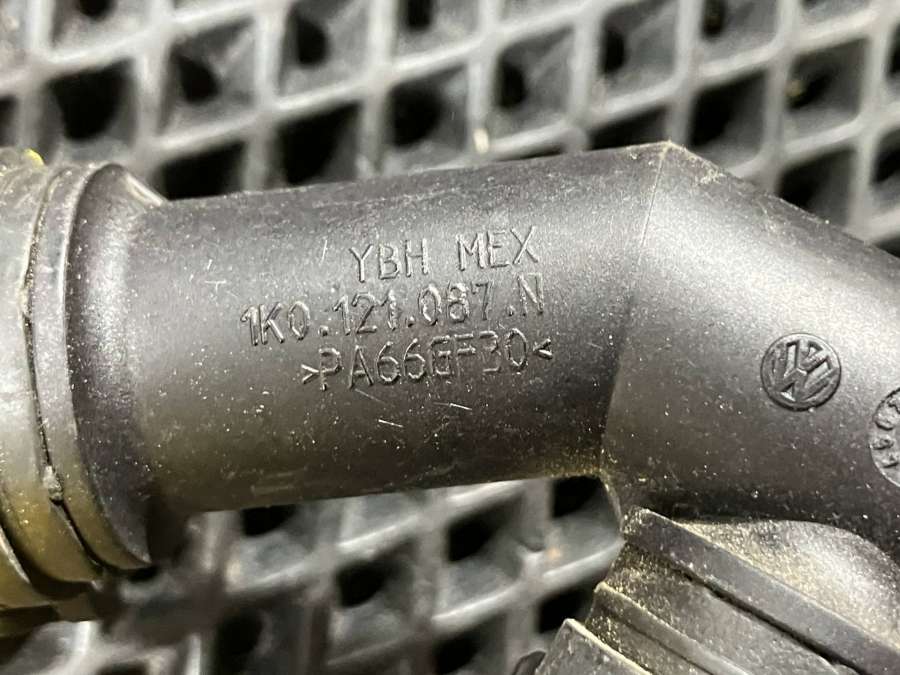 YBH MEX
1K0.121.087.N
>PA66GF30<